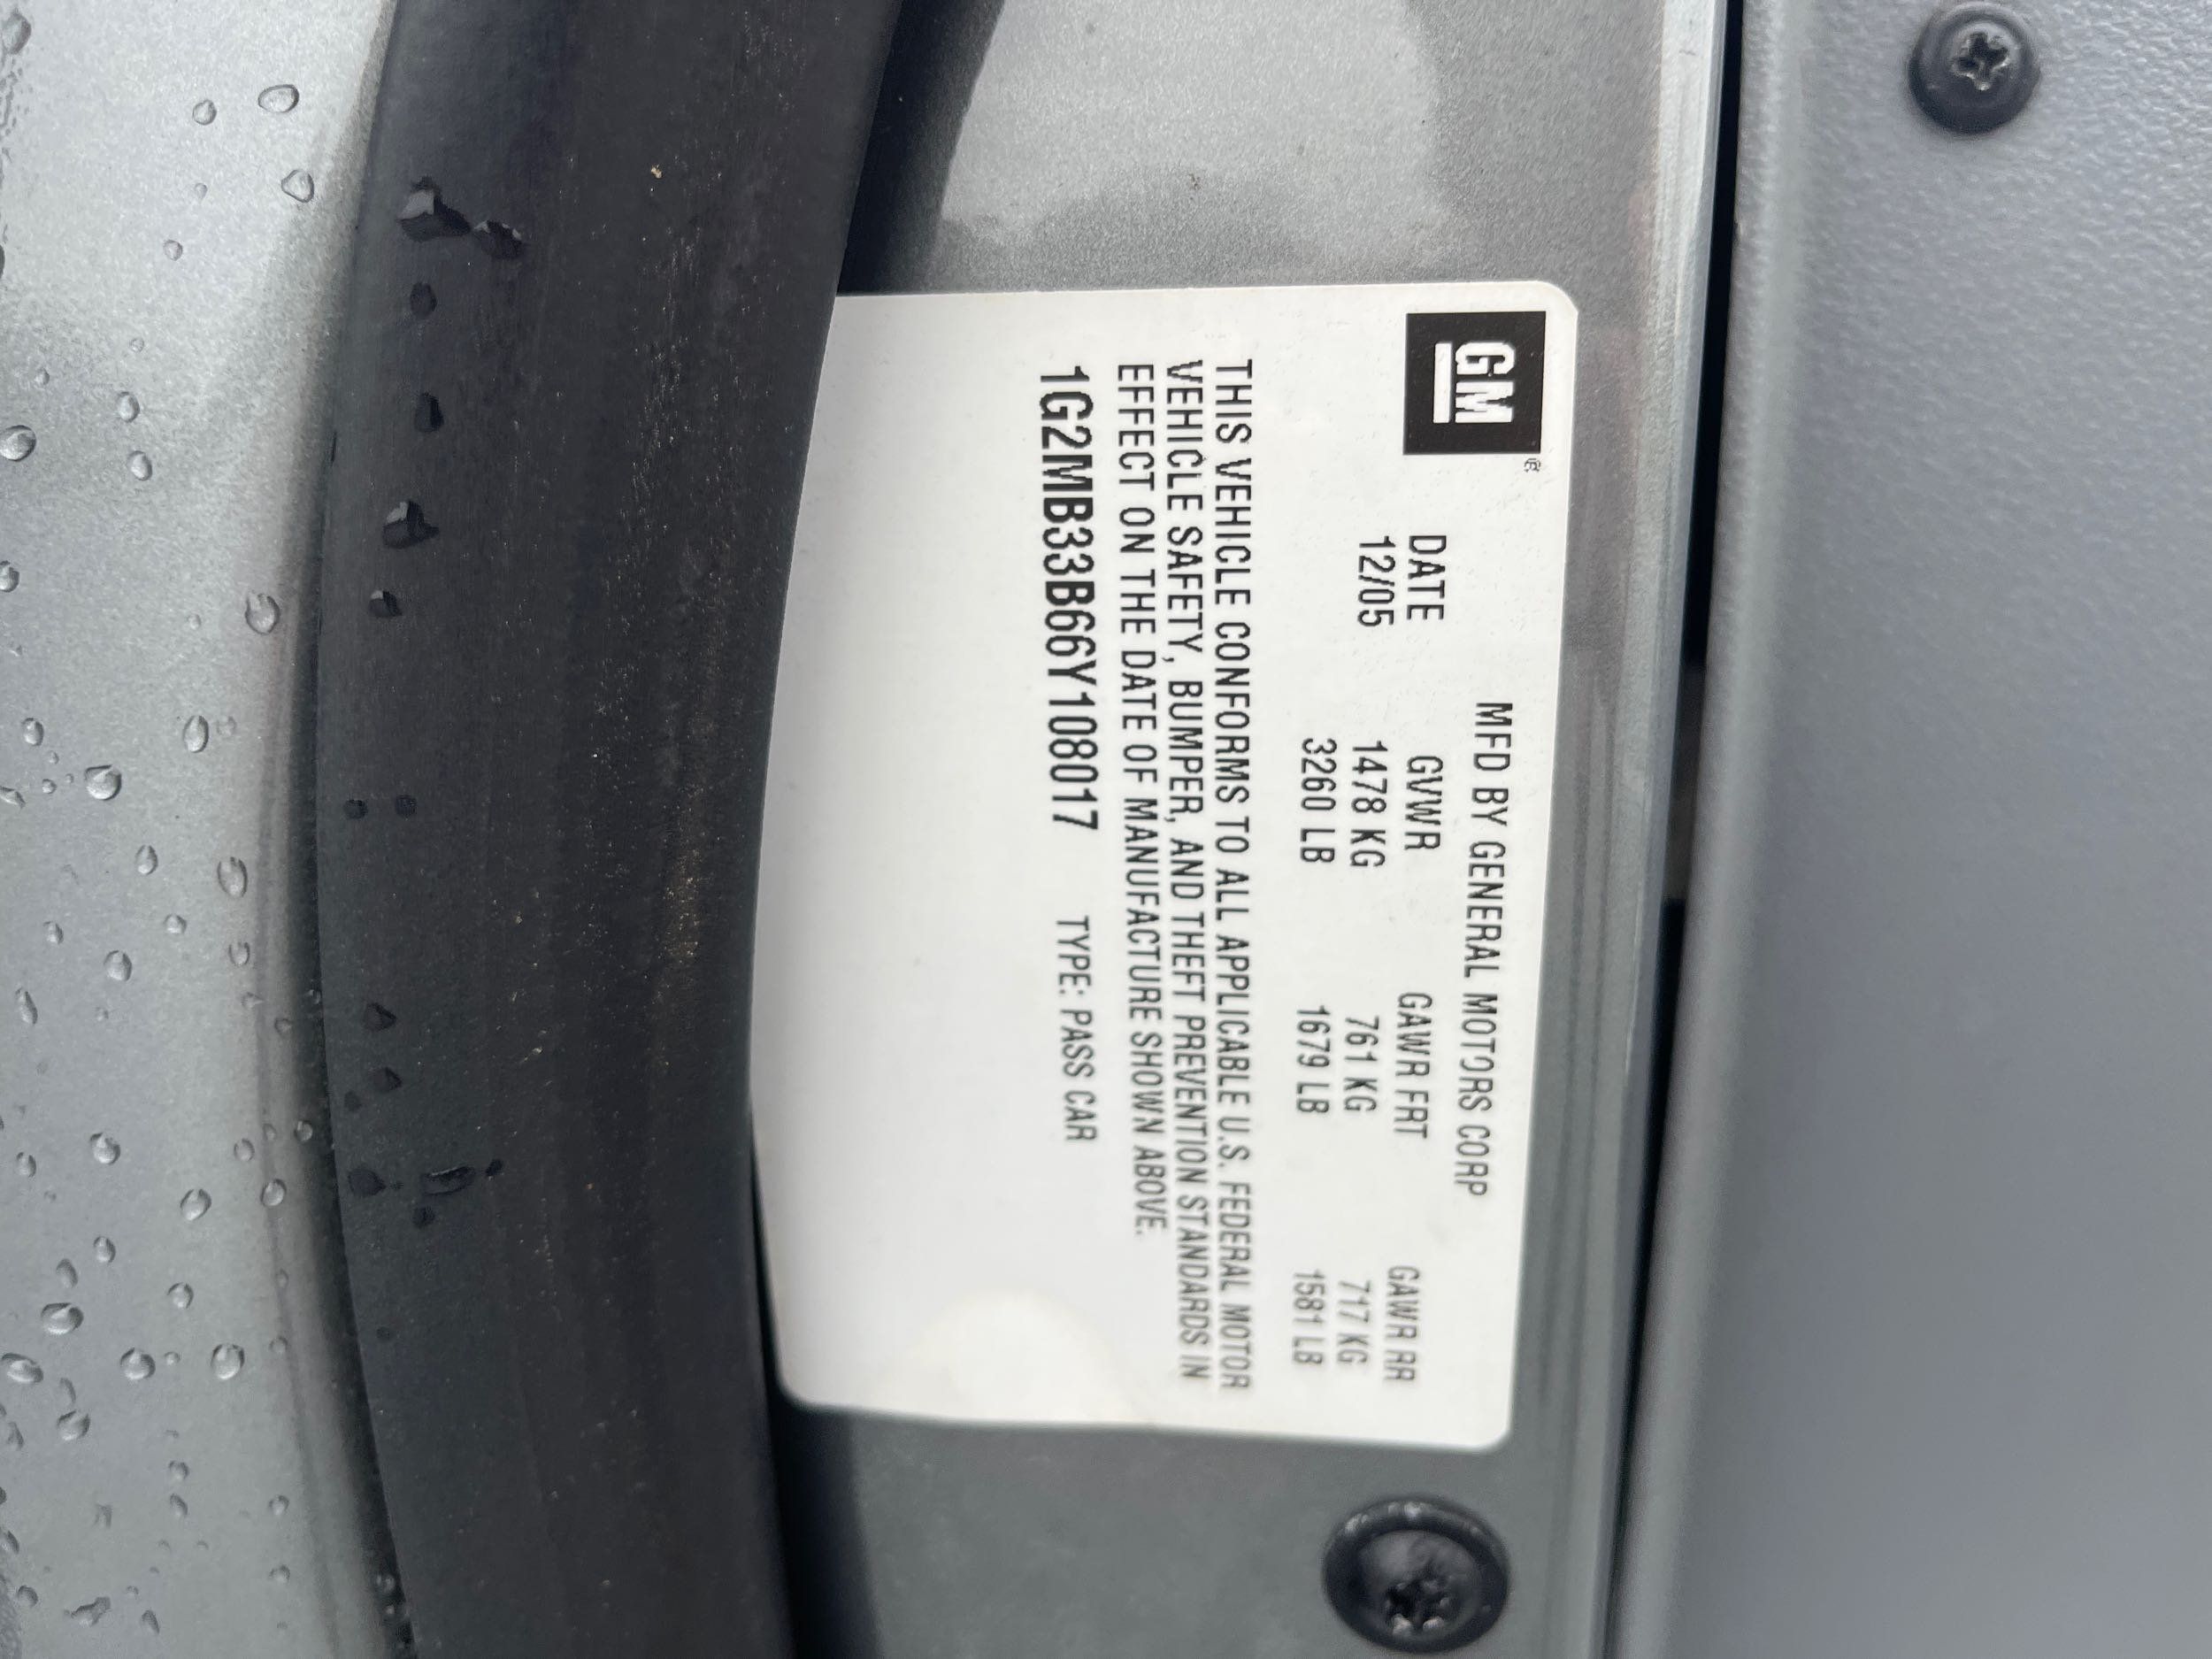 GM®
MFD BY GENERAL MOTORS CORP
DATE GVWR GAWR FRT GAWR RR
12/05 1478 KG 761 KG 717 KG
3260 LB 1679 LB 1581 LB
THIS VEHICLE CONFORMS TO ALL APPLICABLE U.S. FEDERAL MOTOR
VEHICLE SAFETY, BUMPER, AND THEFT PREVENTION STANDARDS IN
EFFECT ON THE DATE OF MANUFACTURE SHOWN ABOVE.
1G2MB33B66Y108017 TYPE: PASS CAR